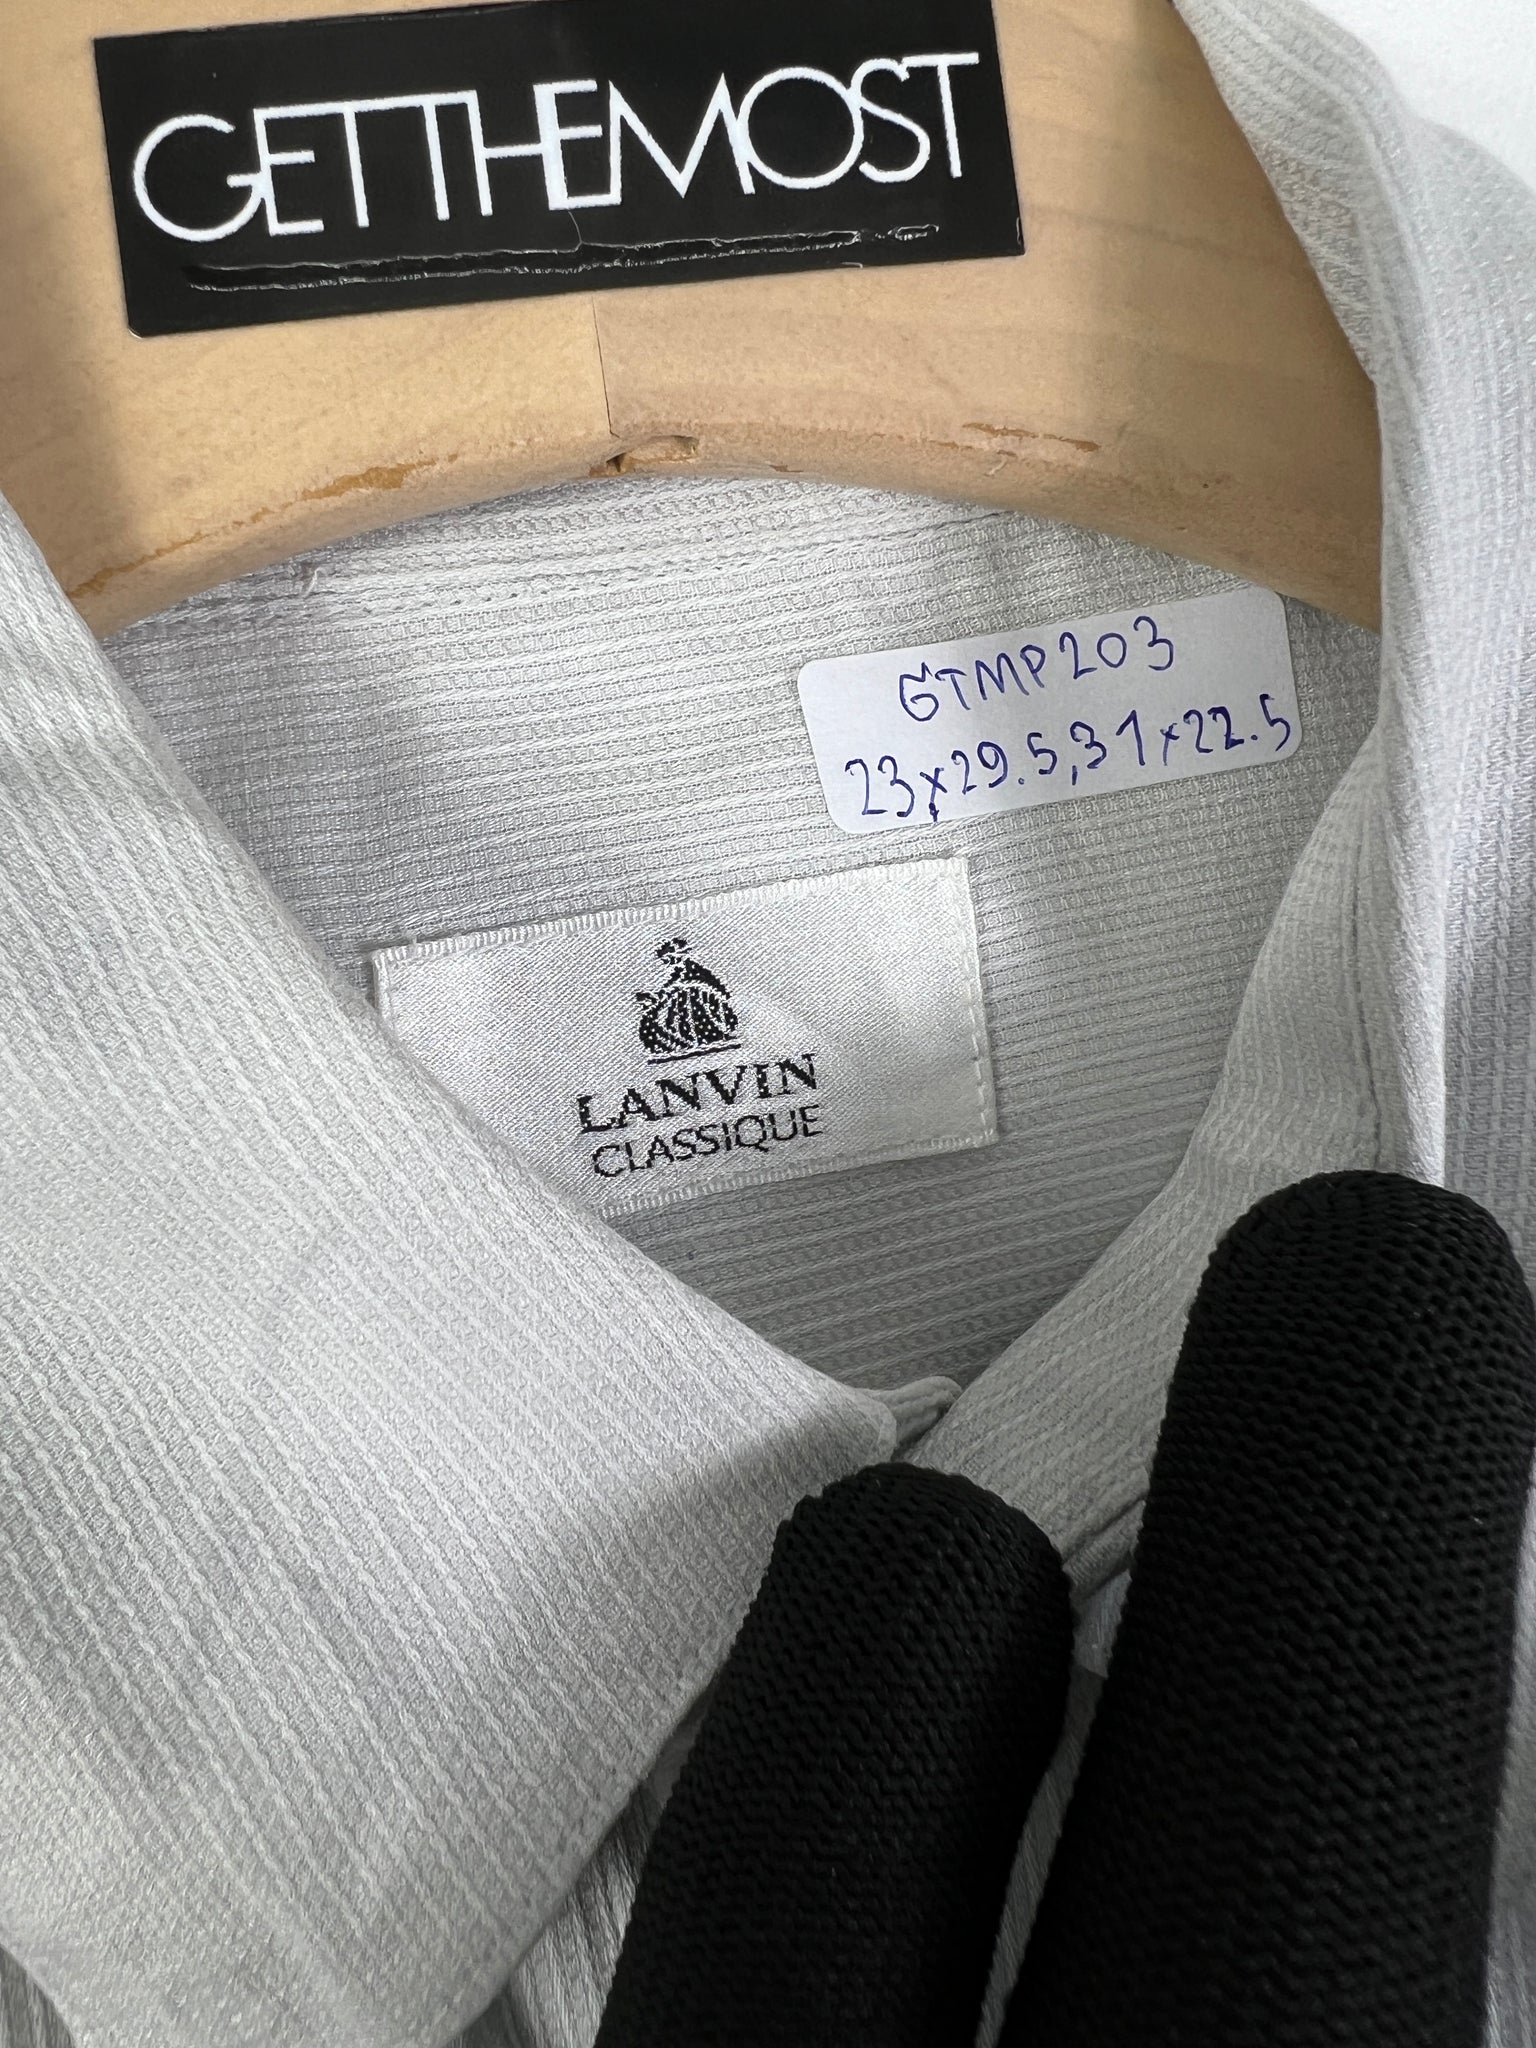 GETTHEMOST
GTMP203
23x29.5,31x22.5
LANVIN
CLASSIQUE